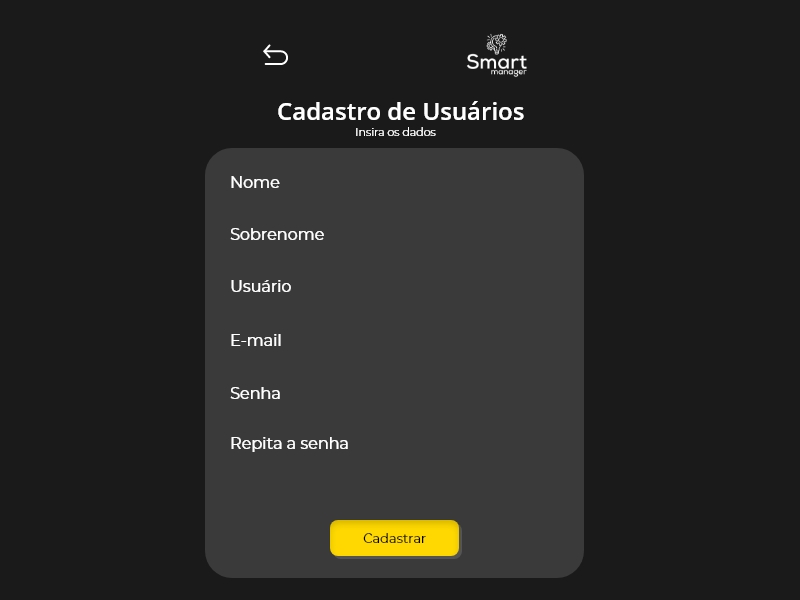 Smart
manager
Cadastro de Usuários
Insira os dados
Nome
Sobrenome
Usuário
E-mail
Senha
Repita a senha
Cadastrar